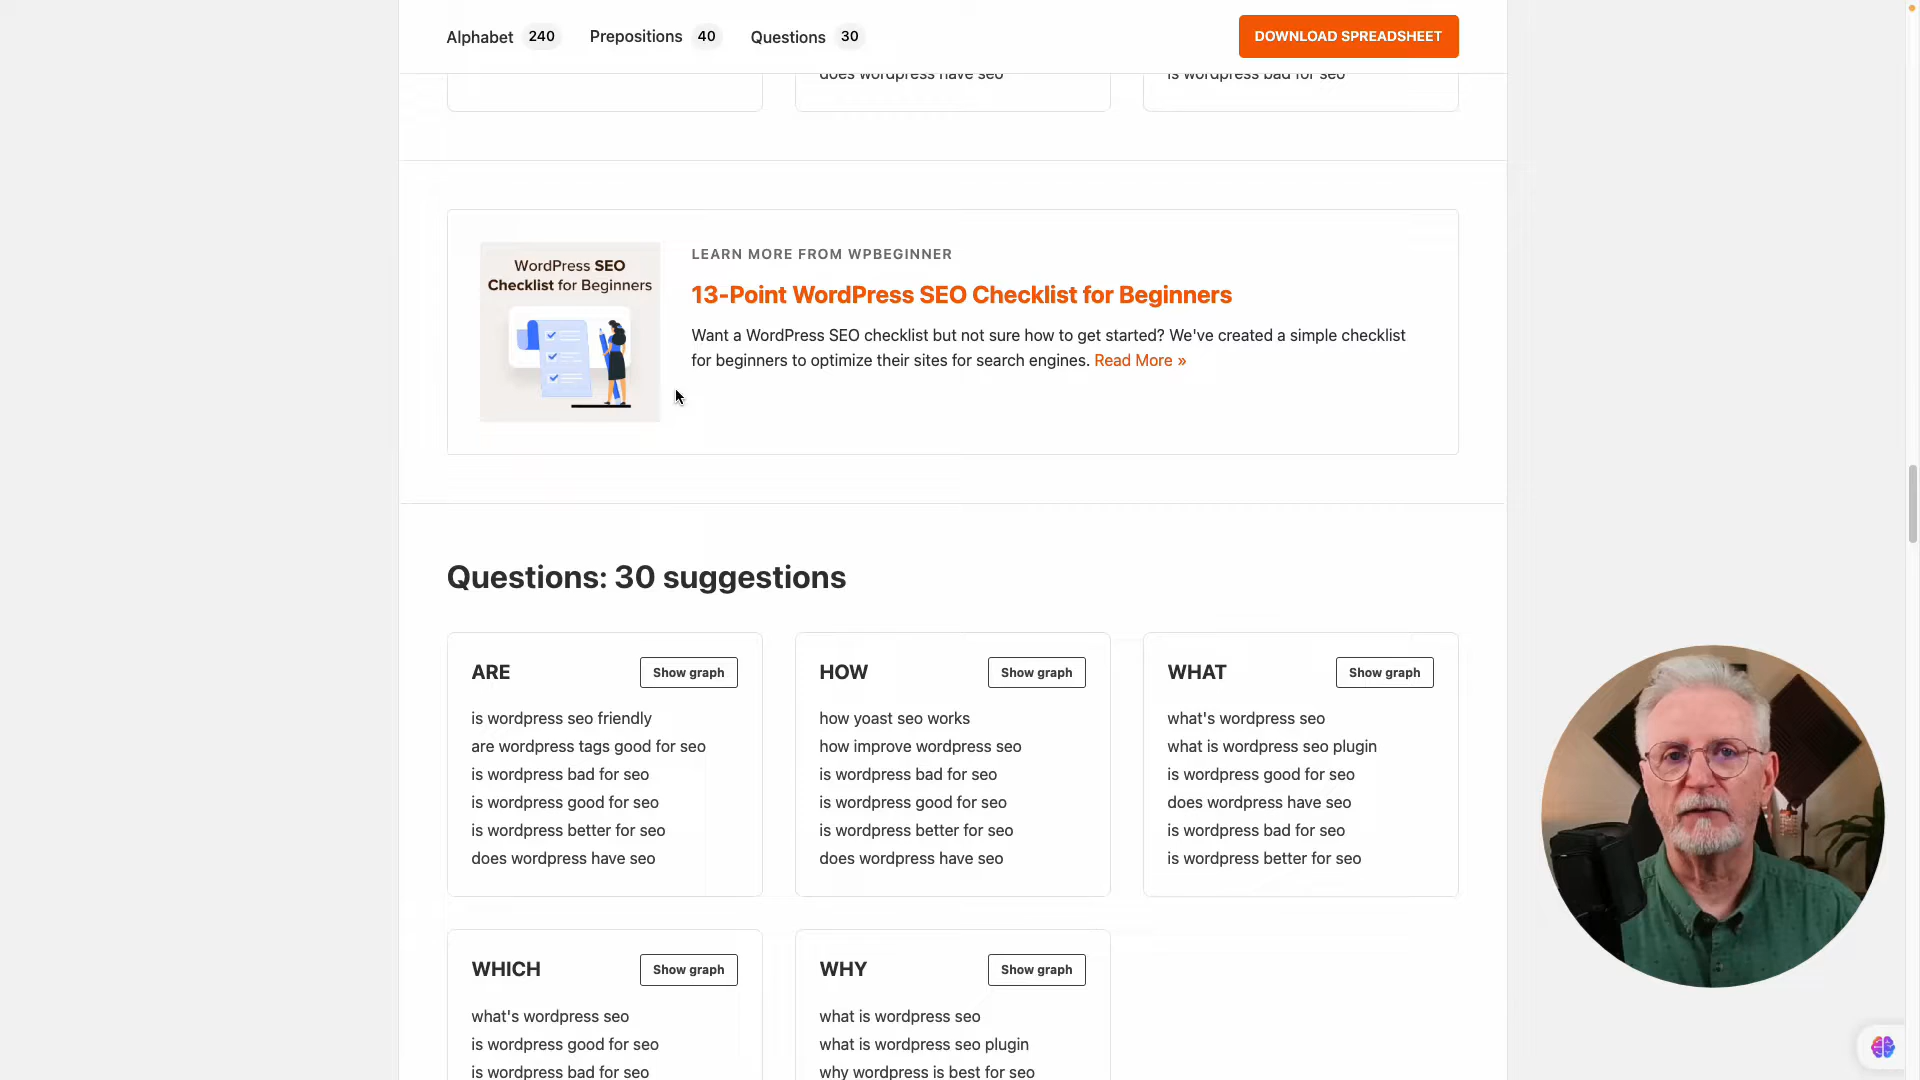 Alphabet 240 Prepositions 40 Questions 30 DOWNLOAD SPREADSHEET
does wordpress have seo
is wordpress bad for seo
WordPress SEO
Checklist for Beginners
LEARN MORE FROM WPBEGINNER
13-Point WordPress SEO Checklist for Beginners
Want a WordPress SEO checklist but not sure how to get started? We've created a simple checklist
for beginners to optimize their sites for search engines. Read More »
Questions: 30 suggestions
ARE Show graph
is wordpress seo friendly
are wordpress tags good for seo
is wordpress bad for seo
is wordpress good for seo
is wordpress better for seo
does wordpress have seo
HOW Show graph
how yoast seo works
how improve wordpress seo
is wordpress bad for seo
is wordpress good for seo
is wordpress better for seo
does wordpress have seo
WHAT Show graph
what's wordpress seo
what is wordpress seo plugin
is wordpress good for seo
does wordpress have seo
is wordpress bad for seo
is wordpress better for seo
WHICH Show graph
what's wordpress seo
is wordpress good for seo
is wordpress bad for seo
WHY Show graph
what is wordpress seo
what is wordpress seo plugin
why wordpress is best for seo